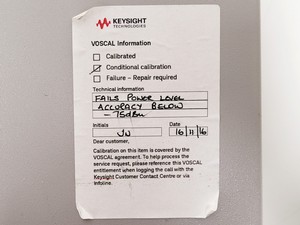 KEYSIGHT
TECHNOLOGIES
VOSCAL Information
Calibrated
Conditional calibration
Failure - Repair required
Technical information
FAILS POWER LEVEL
ACCURACY BELOW
-75dBm
Initials
Date
JW
16/11/16
Dear customer,
Calibration on this item is covered by the
VOSCAL agreement. To help process the
service request, please reference this VOSCAL
entitlement when logging the call with the
Keysight Customer Contact Centre or via
Infoline.